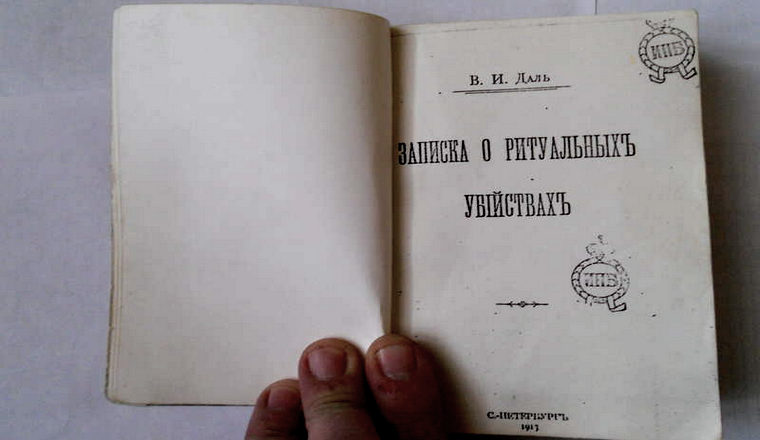 ИПБ
В. И. Даль
ЗАПИСКА О РИТУАЛЬНЫХЪ
УБІЙСТВАХЪ
ИПБ
С.-ПЕТЕРБУРГЪ
1913